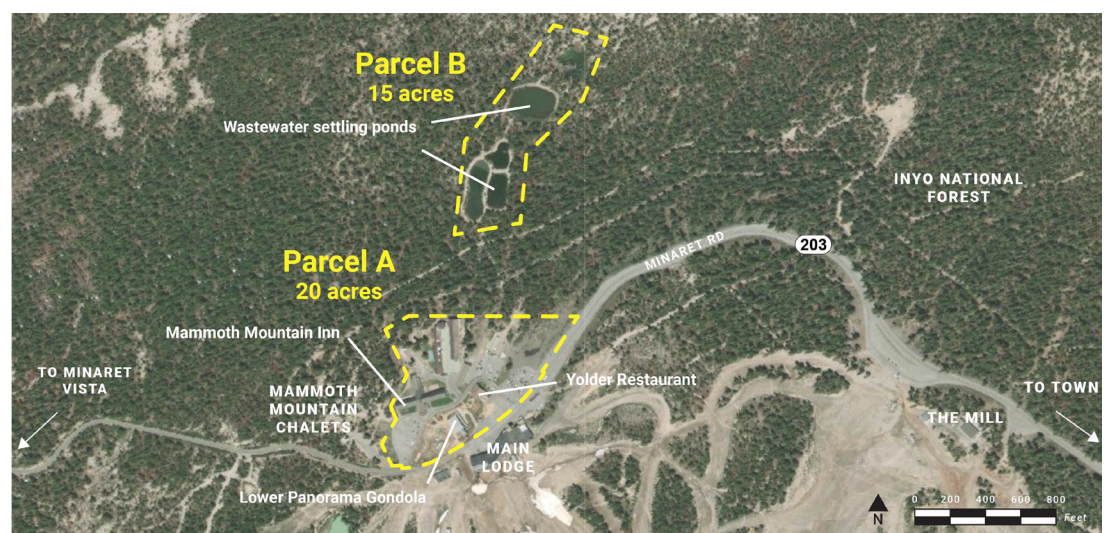 Parcel B
15 acres
Wastewater settling ponds
INYO NATIONAL
FOREST
203
MINARET RD
Parcel A
20 acres
Mammoth Mountain Inn
TO MINARET
VISTA
MAMMOTH
MOUNTAIN
CHALETS
Yolder Restaurant
TO TOWN
THE MILL
MAIN
LODGE
Lower Panorama Gondola
N
0 200 400 600 800
Feet